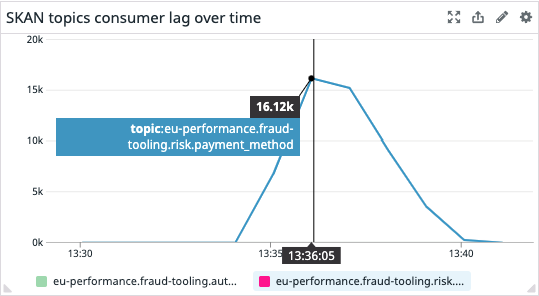 SKAN topics consumer lag over time
20k
15k
10k
5k
0k
16.12k
topic:eu-performance.fraud-
tooling.risk.payment_method
13:30
13:35
13:36:05
13:40
eu-performance.fraud-tooling.aut...
eu-performance.fraud-tooling.risk....